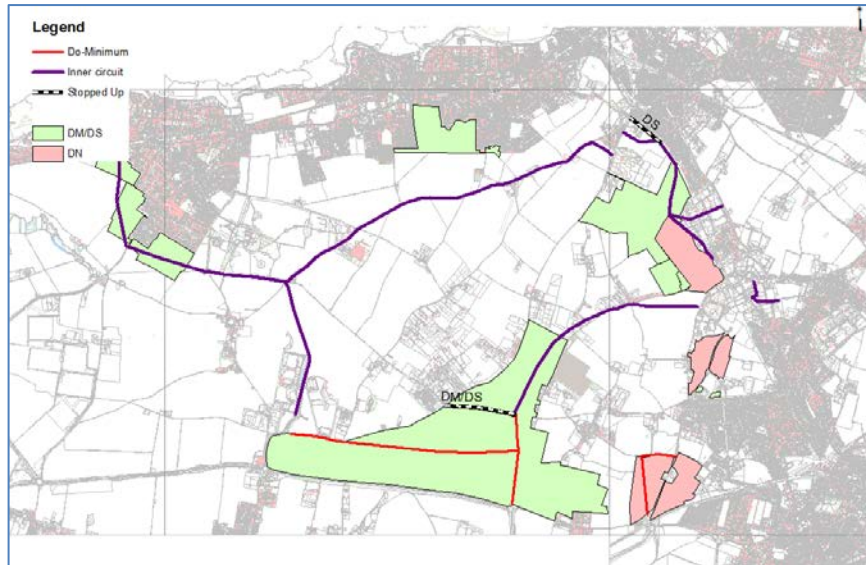 Legend
Do-Minimum
Inner circuit
Stopped Up
DM/DS
DN
DS
DM/DS